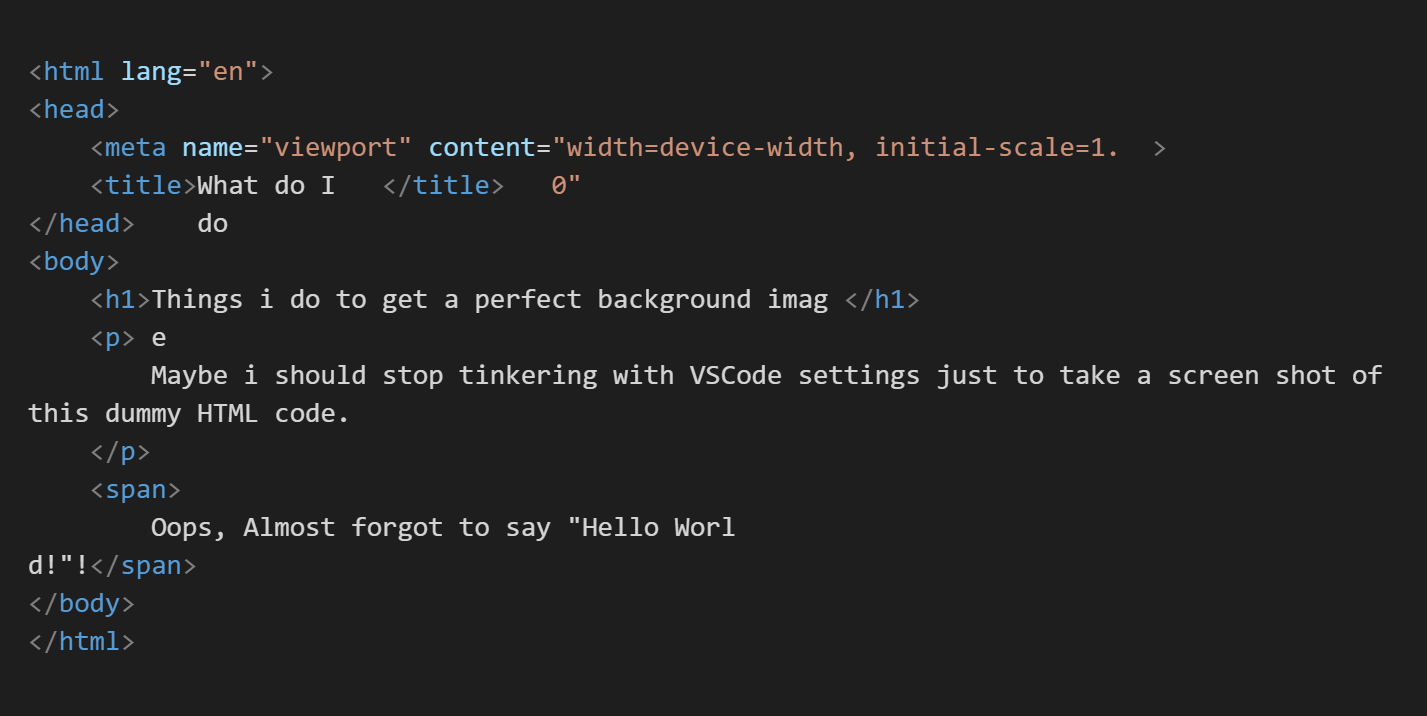 <html lang="en">
<head>
    <meta name="viewport" content="width=device-width, initial-scale=1.  >
    <title>What do I   </title>   0"
</head>    do
<body>
    <h1>Things i do to get a perfect background imag </h1>
    <p> e
        Maybe i should stop tinkering with VSCode settings just to take a screen shot of
this dummy HTML code.
    </p>
    <span>
        Oops, Almost forgot to say "Hello Worl
d!"!</span>
</body>
</html>